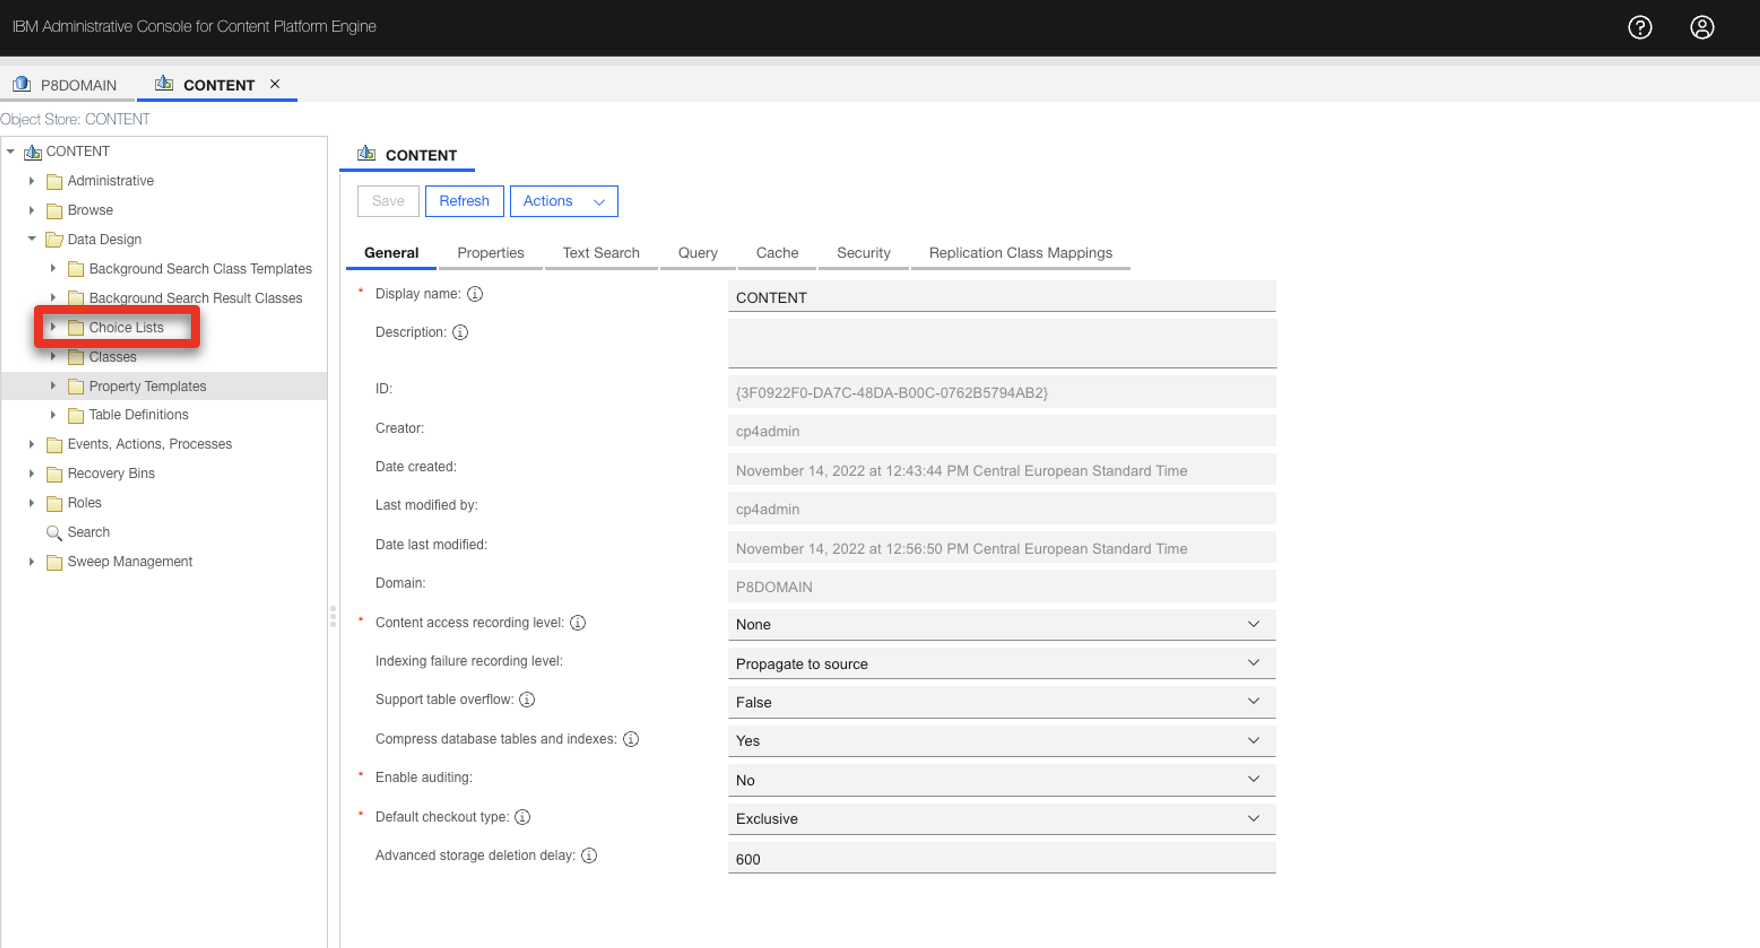 IBM Administrative Console for Content Platform Engine
P8DOMAIN
CONTENT
Object Store: CONTENT
CONTENT
Administrative
Browse
Data Design
Background Search Class Templates
Background Search Result Classes
Choice Lists
Classes
Property Templates
Table Definitions
Events, Actions, Processes
Recovery Bins
Roles
Search
Sweep Management
CONTENT
Save Refresh Actions
General Properties Text Search Query Cache Security Replication Class Mappings
* Display name: CONTENT
Description:
ID: {3F0922F0-DA7C-48DA-B00C-0762B5794AB2}
Creator: cp4admin
Date created: November 14, 2022 at 12:43:44 PM Central European Standard Time
Last modified by: cp4admin
Date last modified: November 14, 2022 at 12:56:50 PM Central European Standard Time
Domain: P8DOMAIN
* Content access recording level: None
Indexing failure recording level: Propagate to source
Support table overflow: False
Compress database tables and indexes: Yes
* Enable auditing: No
* Default checkout type: Exclusive
Advanced storage deletion delay: 600